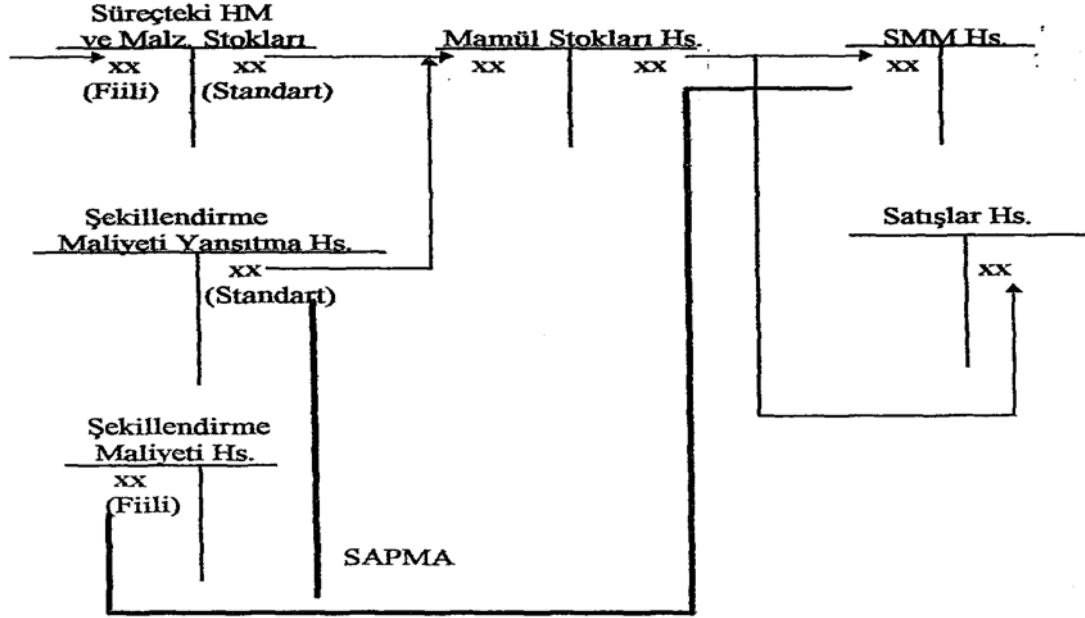 Süreçteki HM
ve Malz. Stokları
xx xx
(Fiili) (Standart)
Mamül Stokları Hs.
xx xx
SMM Hs.
xx
Şekillendirme
Maliyeti Yansıtma Hs.
xx
(Standart)
Satışlar Hs.
xx
Şekillendirme
Maliyeti Hs.
xx
(Fiili)
SAPMA